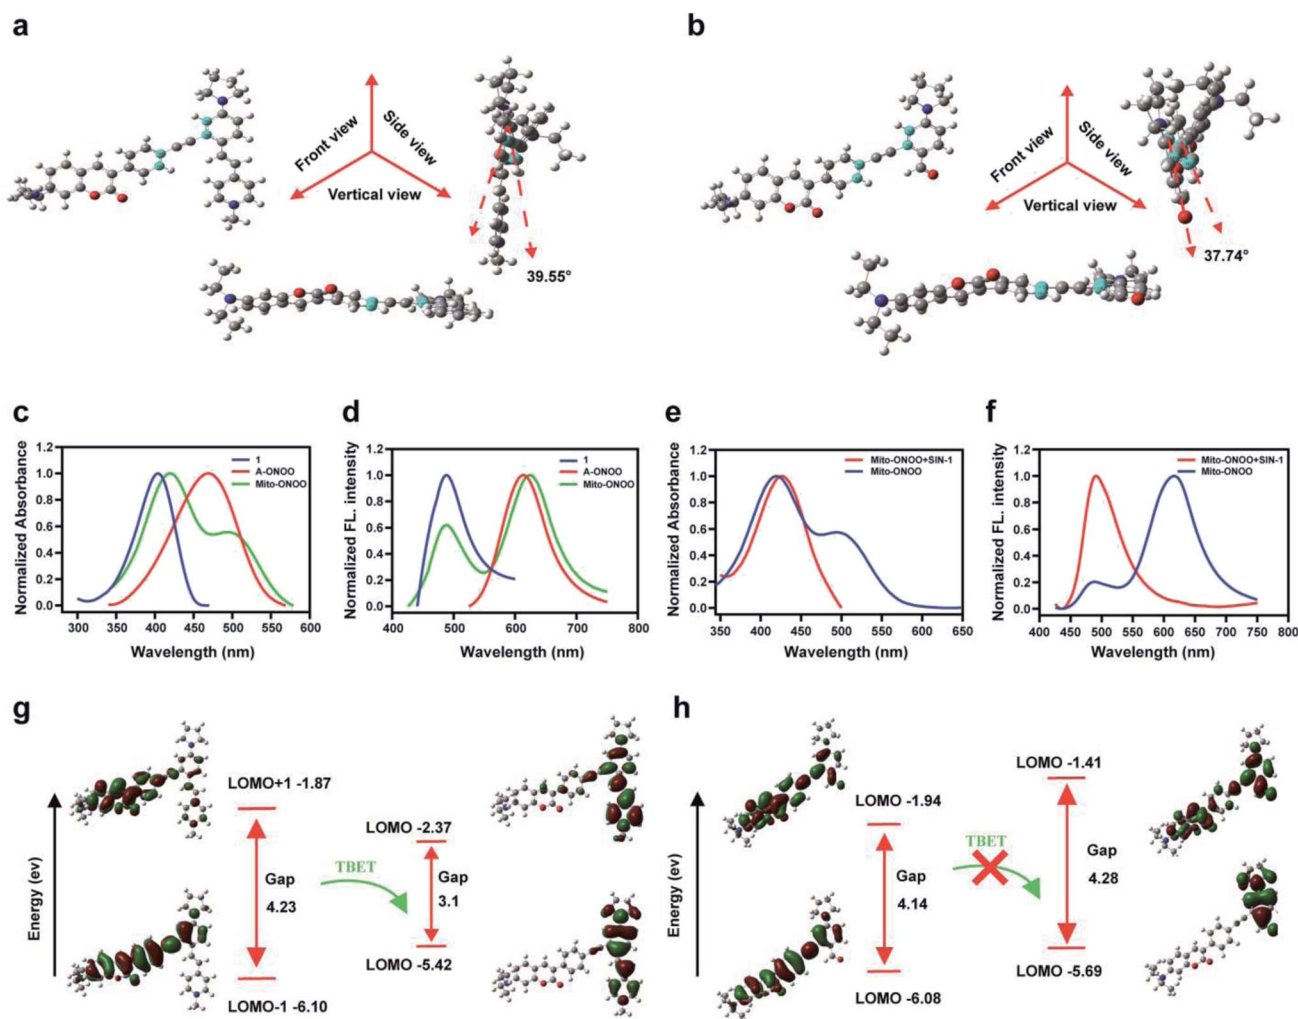 a
Front view
Side view
Vertical view
39.55°
b
Front view
Side view
Vertical view
37.74°
c
Normalized Absorbance
1.2
1.0
0.8
0.6
0.4
0.2
0.0
1
A-ONOO
Mito-ONOO
300 350 400 450 500 550 600
Wavelength (nm)
d
Normalized FL. intensity
1.2
1.0
0.8
0.6
0.4
0.2
0.0
1
A-ONOO
Mito-ONOO
400 500 600 700 800
Wavelength (nm)
e
Normalized Absorbance
1.2
1.0
0.8
0.6
0.4
0.2
0.0
Mito-ONOO+SIN-1
Mito-ONOO
350 400 450 500 550 600 650
Wavelength (nm)
f
Normalized FL. intensity
1.2
1.0
0.8
0.6
0.4
0.2
0.0
Mito-ONOO+SIN-1
Mito-ONOO
400 450 500 550 600 650 700 750 800
Wavelength (nm)
g
Energy (ev)
LOMO+1 -1.87
Gap
4.23
LOMO-1 -6.10
TBET
LOMO -2.37
Gap
3.1
LOMO -5.42
h
Energy (ev)
LOMO -1.94
Gap
4.14
LOMO -6.08
TBET
LOMO -1.41
Gap
4.28
LOMO -5.69